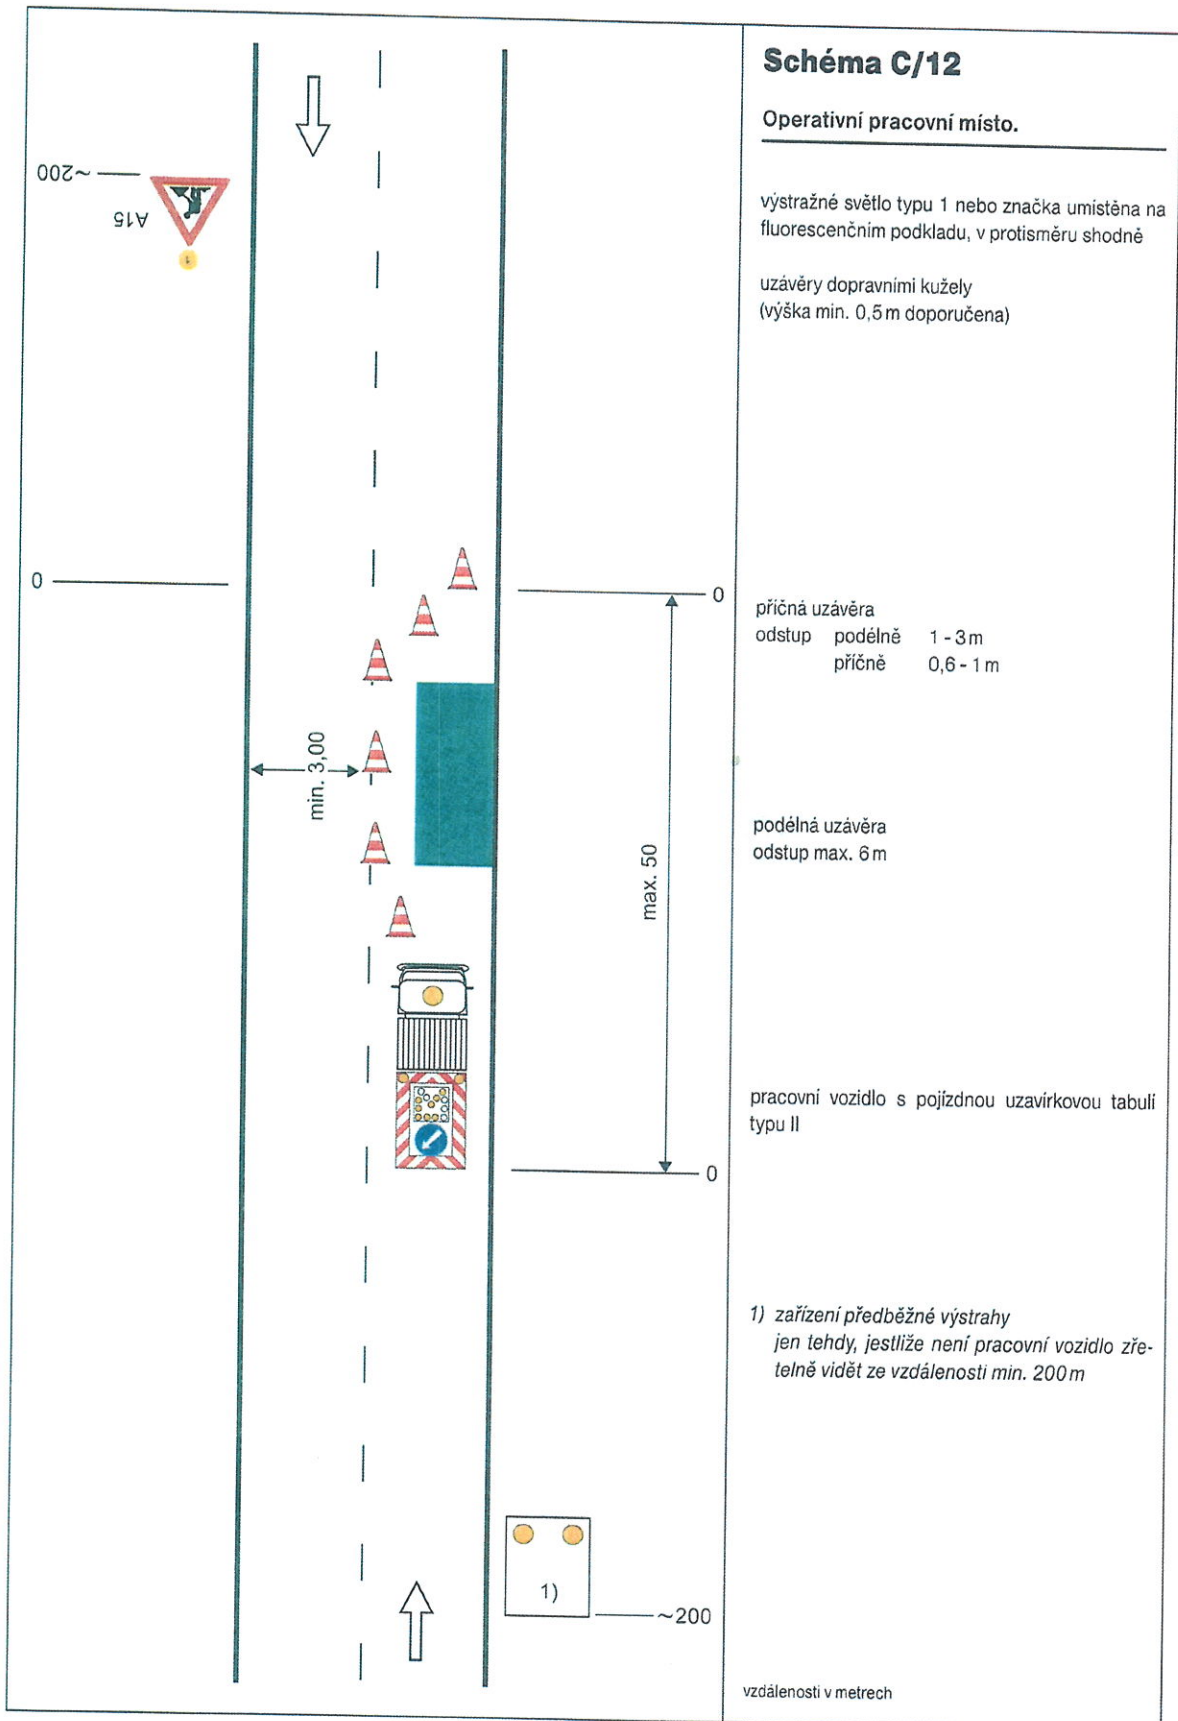 Schéma C/12
Operativní pracovní místo.
výstražné světlo typu 1 nebo značka umístěna na
fluorescenčním podkladu, v protisměru shodně
uzávěry dopravními kužely
(výška min. 0,5 m doporučena)
~200
A15
1
0
0
příčná uzávěra
odstup podélně 1 - 3 m
příčně 0,6 - 1 m
min. 3,00
max. 50
podélná uzávěra
odstup max. 6 m
pracovní vozidlo s pojízdnou uzavírkovou tabulí
typu II
0
1) zařízení předběžné výstrahy
jen tehdy, jestliže není pracovní vozidlo zře-
telně vidět ze vzdálenosti min. 200 m
1)
~200
vzdálenosti v metrech